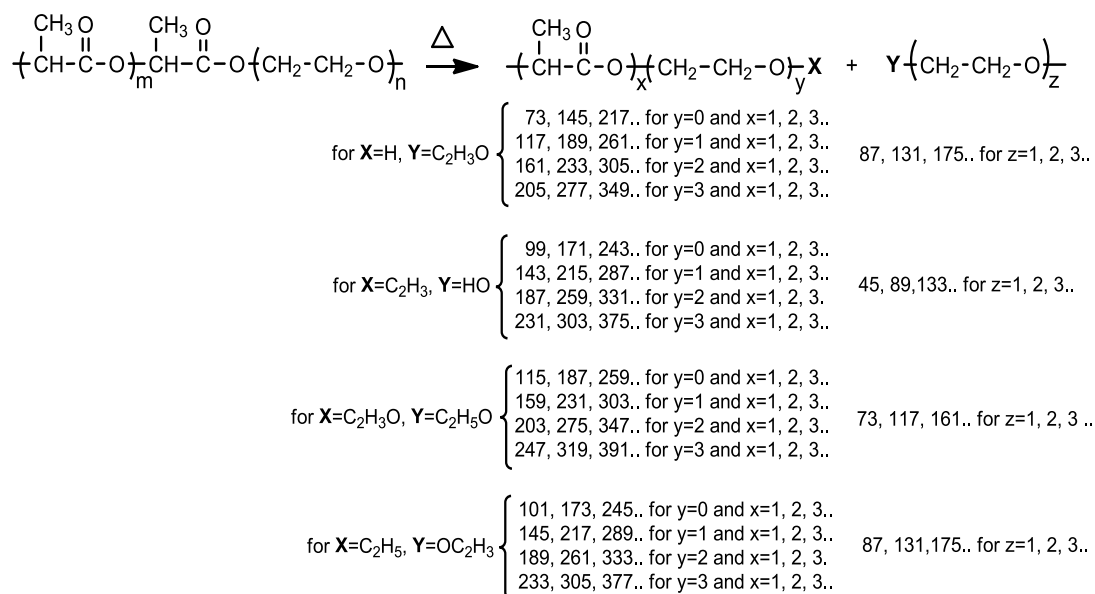 CH₃ O CH₃ O
(CH-C-O)m CH-C-O-(CH₂-CH₂-O)n
△
CH₃ O
(CH-C-O)x (CH₂-CH₂-O)y X + Y-(CH₂-CH₂-O)z
73, 145, 217.. for y=0 and x=1, 2, 3..
117, 189, 261.. for y=1 and x=1, 2, 3..
for X=H, Y=C₂H₃O
161, 233, 305.. for y=2 and x=1, 2, 3..
205, 277, 349.. for y=3 and x=1, 2, 3..
87, 131, 175.. for z=1, 2, 3..
99, 171, 243.. for y=0 and x=1, 2, 3..
143, 215, 287.. for y=1 and x=1, 2, 3..
for X=C₂H₃, Y=HO
187, 259, 331.. for y=2 and x=1, 2, 3.
231, 303, 375.. for y=3 and x=1, 2, 3..
45, 89,133.. for z=1, 2, 3..
115, 187, 259.. for y=0 and x=1, 2, 3..
159, 231, 303.. for y=1 and x=1, 2, 3..
for X=C₂H₃O, Y=C₂H₅O
203, 275, 347.. for y=2 and x=1, 2, 3..
247, 319, 391.. for y=3 and x=1, 2, 3..
73, 117, 161.. for z=1, 2, 3 ..
101, 173, 245.. for y=0 and x=1, 2, 3..
145, 217, 289.. for y=1 and x=1, 2, 3..
for X=C₂H₅, Y=OC₂H₃
189, 261, 333.. for y=2 and x=1, 2, 3.
233, 305, 377.. for y=3 and x=1, 2, 3..
87, 131,175.. for z=1, 2, 3..